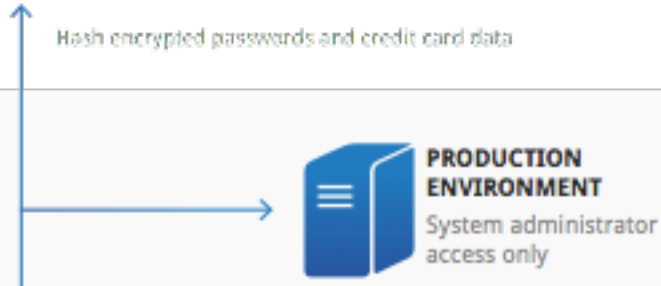 Hash encrypted passwords and credit card data
PRODUCTION
ENVIRONMENT
System administrator
access only